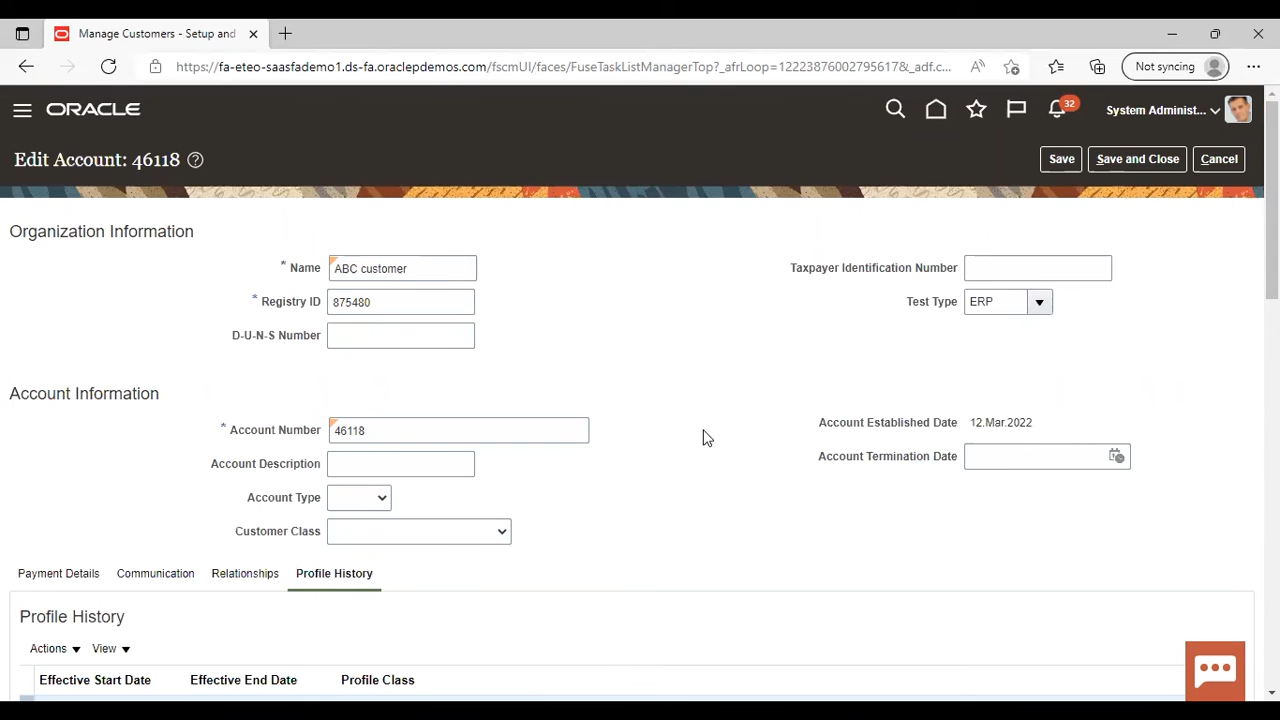 Manage Customers - Setup and
https://fa-eteo-saasfademo1.ds-fa.oraclepdemos.com/fscmUI/faces/FuseTaskListManagerTop?_afrLoop=12223876002795617&_adf.c...
Not syncing
ORACLE
32
System Administ...
Edit Account: 46118
Save
Save and Close
Cancel
Organization Information
* Name ABC customer
Taxpayer Identification Number
* Registry ID 875480
Test Type ERP
D-U-N-S Number
Account Information
* Account Number 46118
Account Established Date 12.Mar.2022
Account Description
Account Termination Date
Account Type
Customer Class
Payment Details Communication Relationships Profile History
Profile History
Actions View
Effective Start Date Effective End Date Profile Class